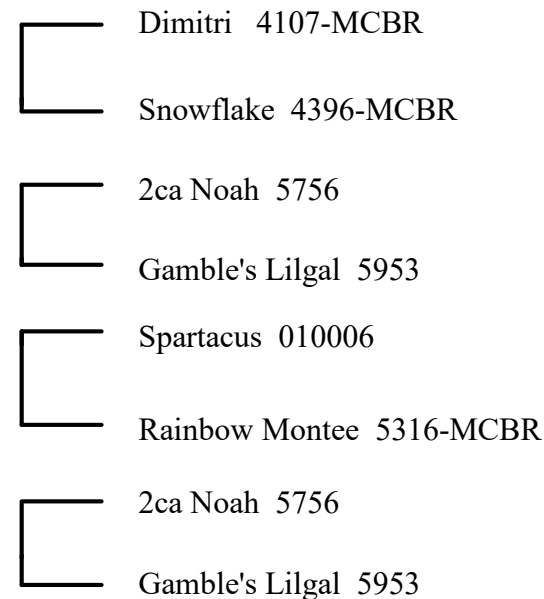 Dimitri 4107-MCBR
Snowflake 4396-MCBR
2ca Noah 5756
Gamble's Lilgal 5953
Spartacus 010006
Rainbow Montee 5316-MCBR
2ca Noah 5756
Gamble's Lilgal 5953